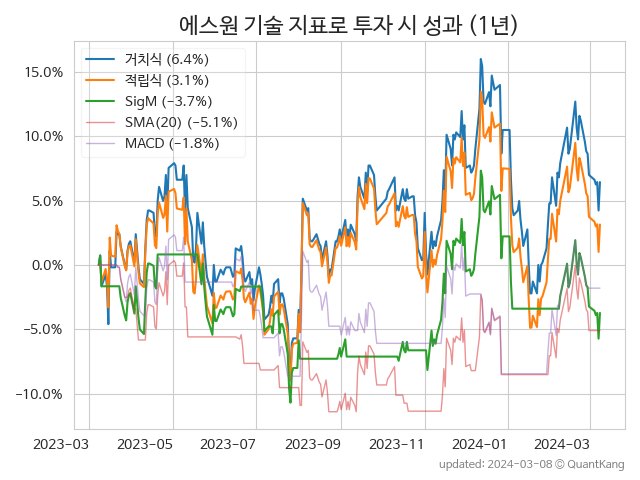 에스원 기술 지표로 투자 시 성과 (1년)
거치식 (6.4%)
적립식 (3.1%)
SigM (−3.7%)
SMA(20) (−5.1%)
MACD (−1.8%)
15.0%
10.0%
5.0%
0.0%
−5.0%
−10.0%
2023-03 2023-05 2023-07 2023-09 2023-11 2024-01 2024-03
updated: 2024-03-08 © QuantKang